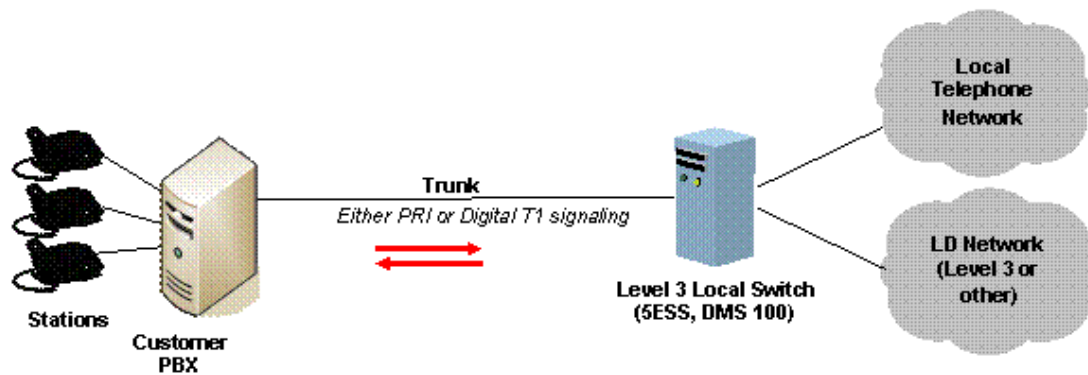 Stations
Customer
PBX
Trunk
Either PRI or Digital T1 signaling
Level 3 Local Switch
(5ESS, DMS 100)
Local
Telephone
Network
LD Network
(Level 3 or
other)